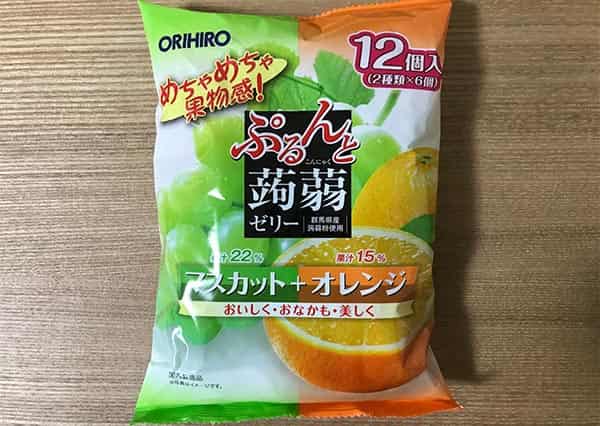 ORIHIRO
12個入
(2種類×6個)
めちゃめちゃ
果物感!
ぷるんと
こんにゃく
蒟蒻
ゼリー
群馬県産
蒟蒻粉使用
果汁22%
果汁15%
マスカット+オレンジ
おいしく・おなかも・美しく